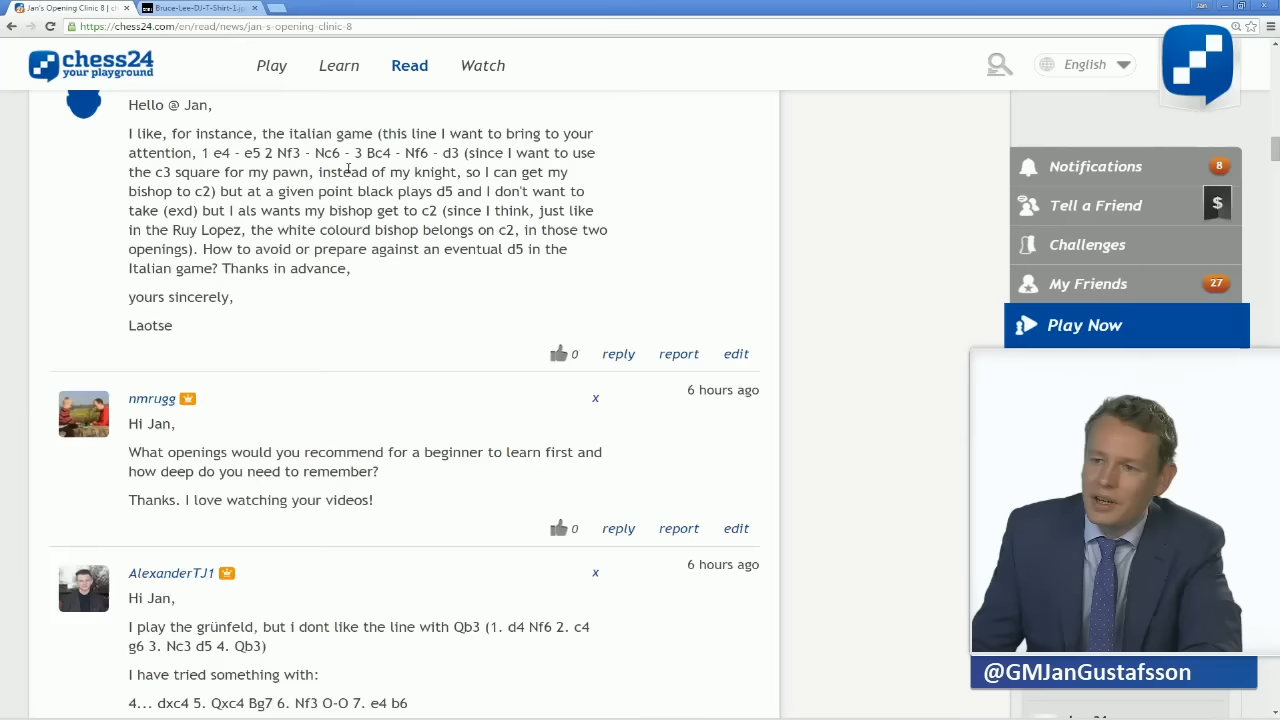 Jan's Opening Clinic 8 | ch
Bruce-Lee-DJ-T-Shirt-1.jp
Jan
https://chess24.com/en/read/news/jan-s-opening-clinic-8
chess24
your playground
Play
Learn
Read
Watch
English
Hello @ Jan,
I like, for instance, the italian game (this line I want to bring to your
attention, 1 e4 - e5 2 Nf3 - Nc6 - 3 Bc4 - Nf6 - d3 (since I want to use
the c3 square for my pawn, instead of my knight, so I can get my
bishop to c2) but at a given point black plays d5 and I don't want to
take (exd) but I als wants my bishop get to c2 (since I think, just like
in the Ruy Lopez, the white colourd bishop belongs on c2, in those two
openings). How to avoid or prepare against an eventual d5 in the
Italian game? Thanks in advance,
yours sincerely,
Laotse
0 reply report edit
nmrugg
x
6 hours ago
Hi Jan,
What openings would you recommend for a beginner to learn first and
how deep do you need to remember?
Thanks. I love watching your videos!
0 reply report edit
AlexanderTJ1
x
6 hours ago
Hi Jan,
I play the grünfeld, but i dont like the line with Qb3 (1. d4 Nf6 2. c4
g6 3. Nc3 d5 4. Qb3)
I have tried something with:
4... dxc4 5. Qxc4 Bg7 6. Nf3 O-O 7. e4 b6
Notifications 8
Tell a Friend $
Challenges
My Friends 27
Play Now
@GMJanGustafsson